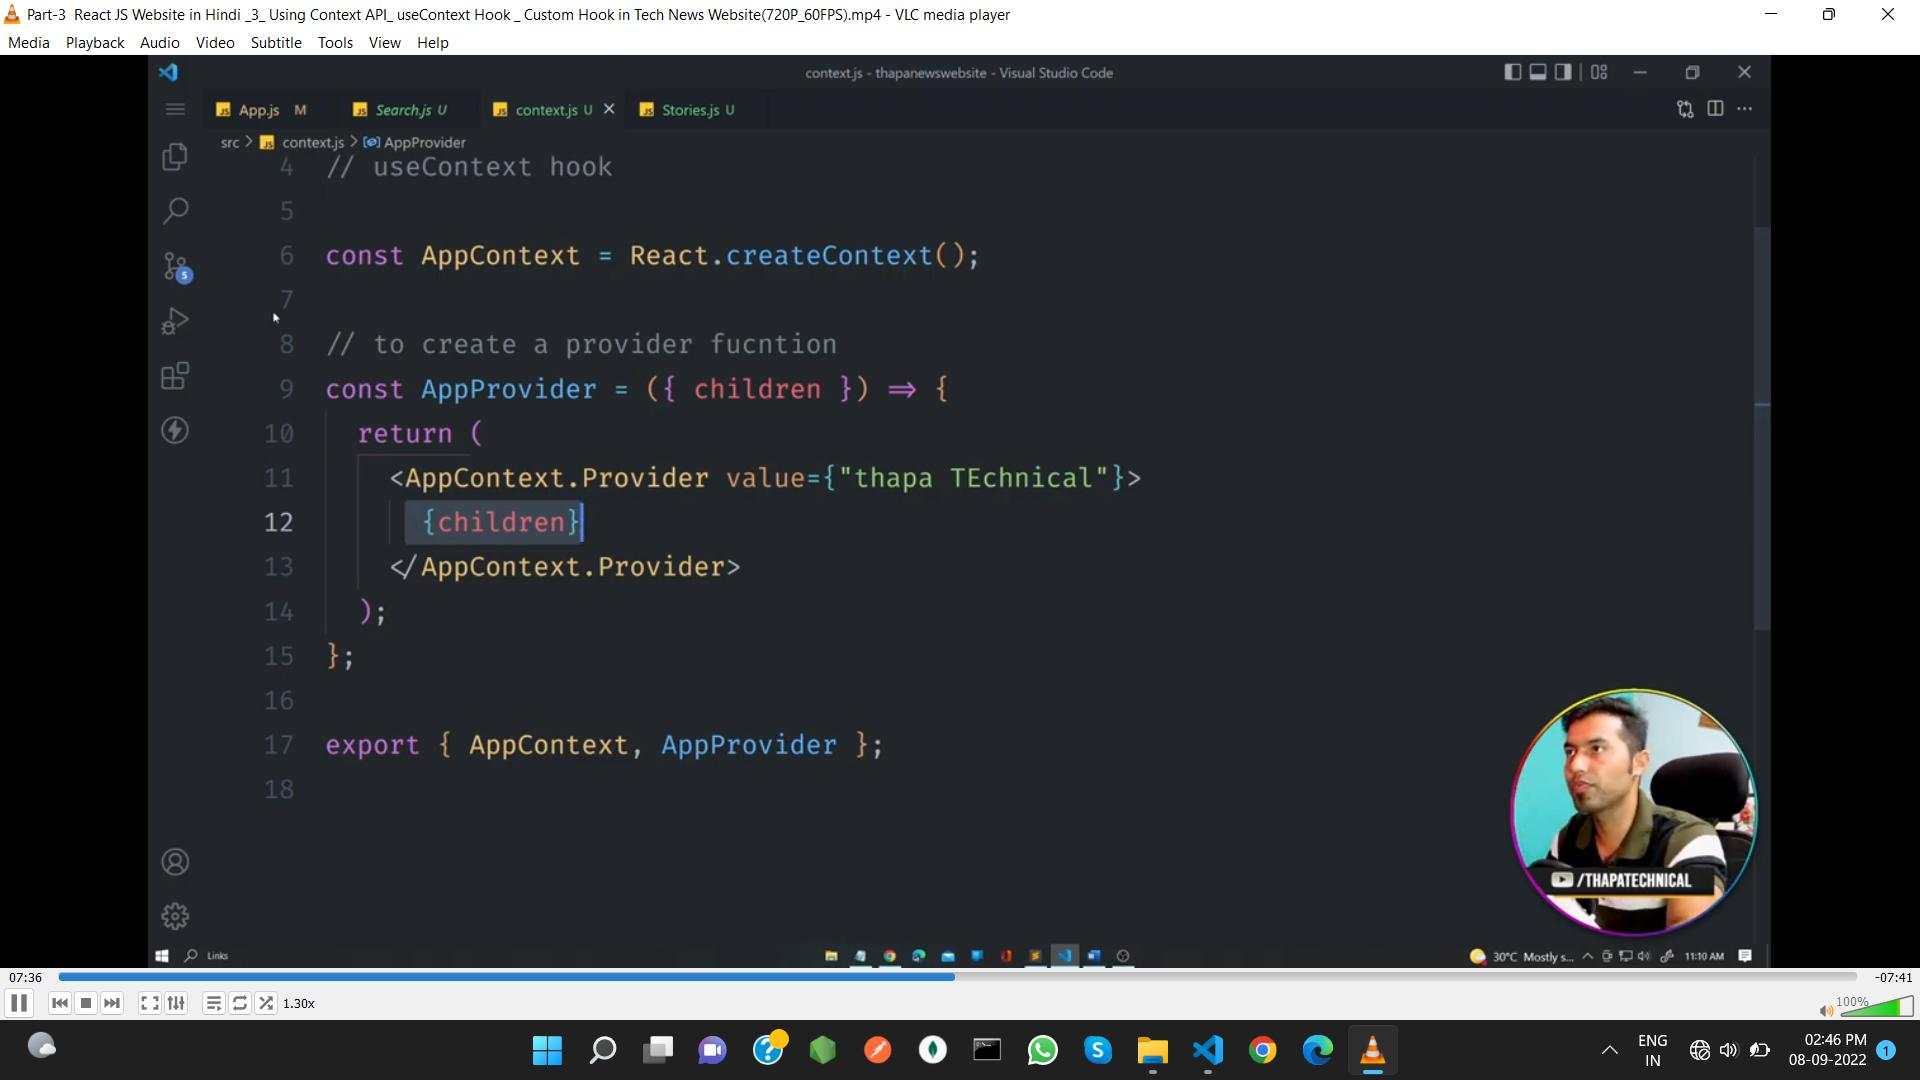 Part-3  React JS Website in Hindi _3_ Using Context API_ useContext Hook _ Custom Hook in Tech News Website(720P_60FPS).mp4 - VLC media player
Media Playback Audio Video Subtitle Tools View Help
context.js - thapanewswebsite - Visual Studio Code
App.js M Search.js U context.js U Stories.js U
src > context.js > AppProvider
4 // useContext hook
5
6 const AppContext = React.createContext();
7
8 // to create a provider fucntion
9 const AppProvider = ({ children }) => {
10 return (
11 <AppContext.Provider value={"thapa TEchnical"}>
12 {children}
13 </AppContext.Provider>
14 );
15 };
16
17 export { AppContext, AppProvider };
18
5
/THAPATECHNICAL
Links
30°C Mostly s... 11:10 AM
07:36 -07:41
1.30x
100%
ENG
IN
02:46 PM
08-09-2022
1